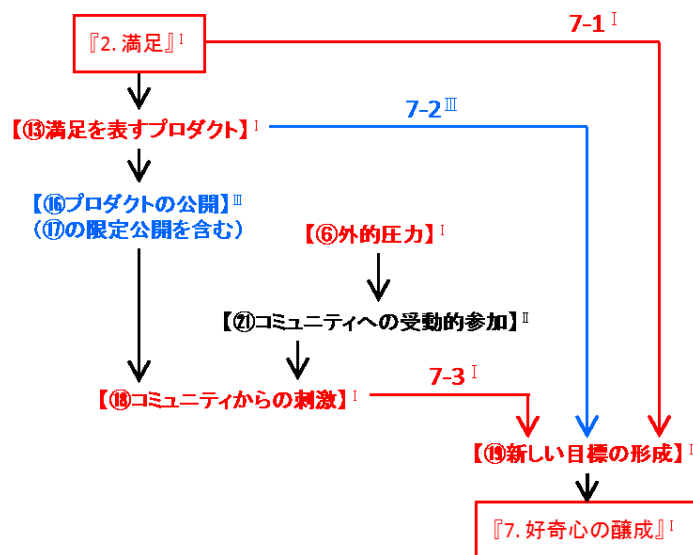 『2. 満足』Ⅰ
7-1Ⅰ
【⑬満足を表すプロダクト】Ⅰ
7-2Ⅲ
【⑯プロダクトの公開】Ⅲ
(⑰の限定公開を含む)
【⑥外的圧力】Ⅰ
【㉑コミュニティへの受動的参加】Ⅱ
【⑱コミュニティからの刺激】Ⅰ
7-3Ⅰ
【⑲新しい目標の形成】Ⅰ
『7. 好奇心の醸成』Ⅰ